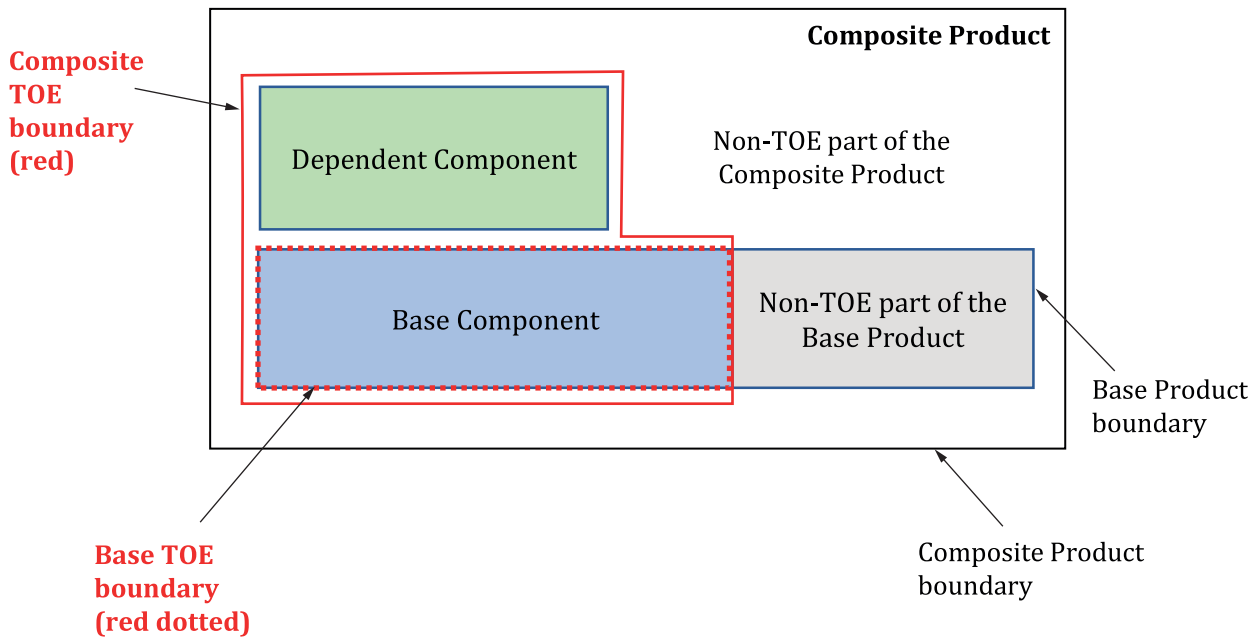 Composite Product
Composite
TOE
boundary
(red)
Dependent Component
Non-TOE part of the
Composite Product
Base Component
Non-TOE part of the
Base Product
Base Product
boundary
Composite Product
boundary
Base TOE
boundary
(red dotted)